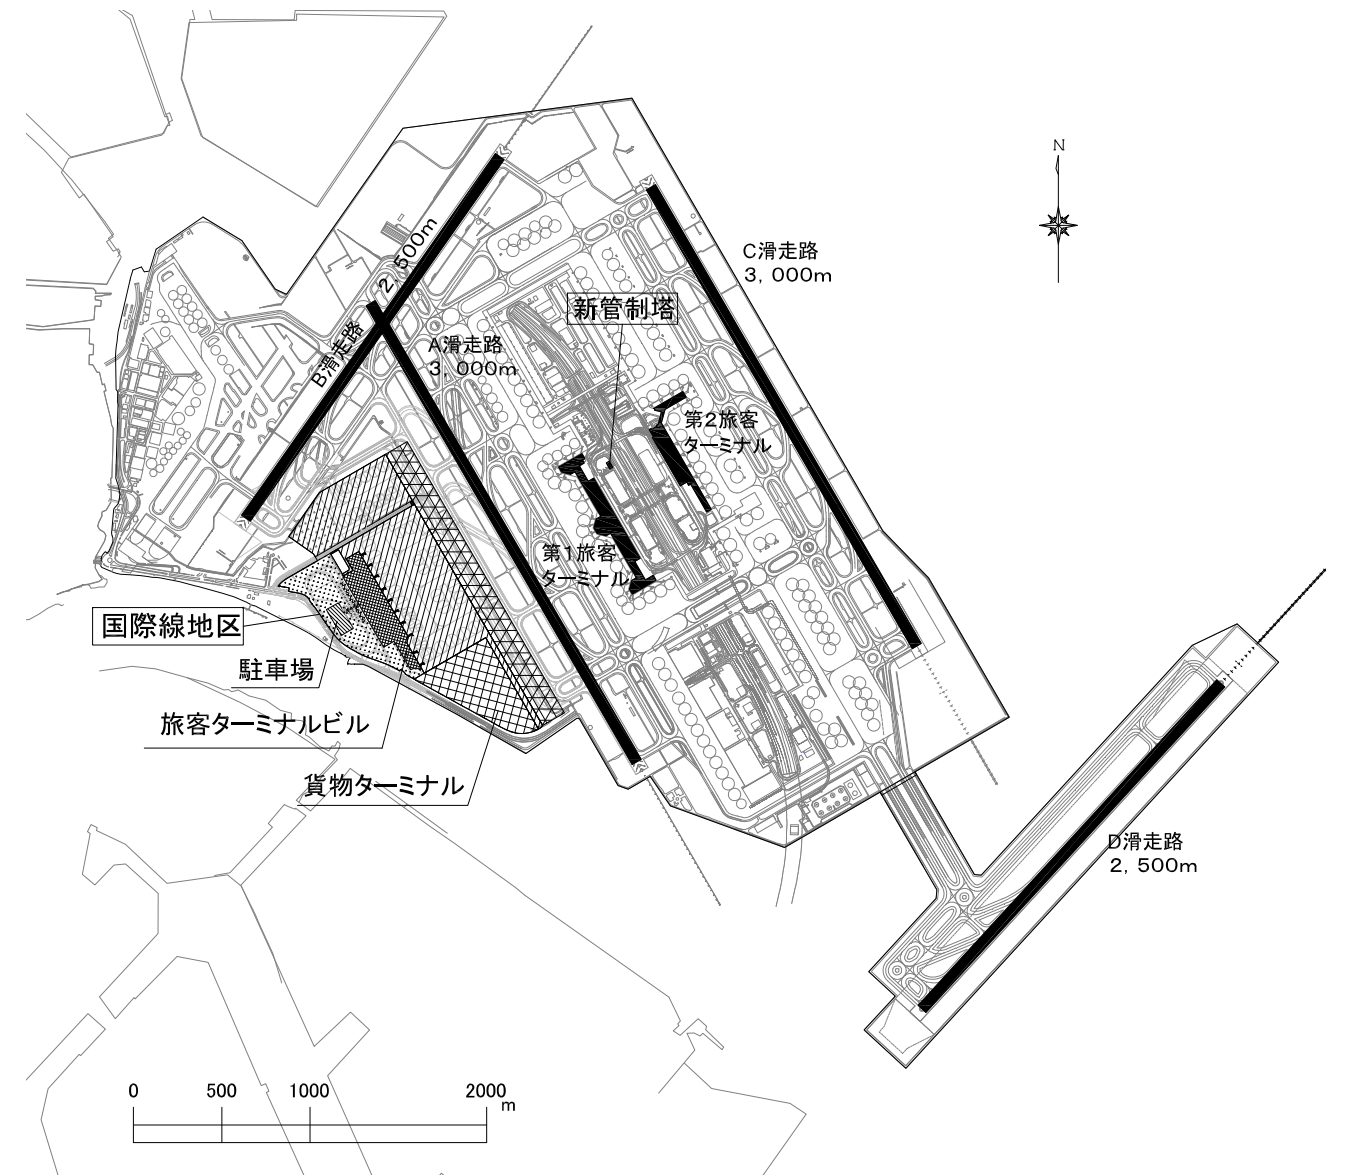 N
C滑走路
3，000m
2，500m
B滑走路
新管制塔
A滑走路
3，000m
第2旅客
ターミナル
第1旅客
ターミナル
国際線地区
駐車場
旅客ターミナルビル
貨物ターミナル
D滑走路
2，500m
0 500 1000 2000
m